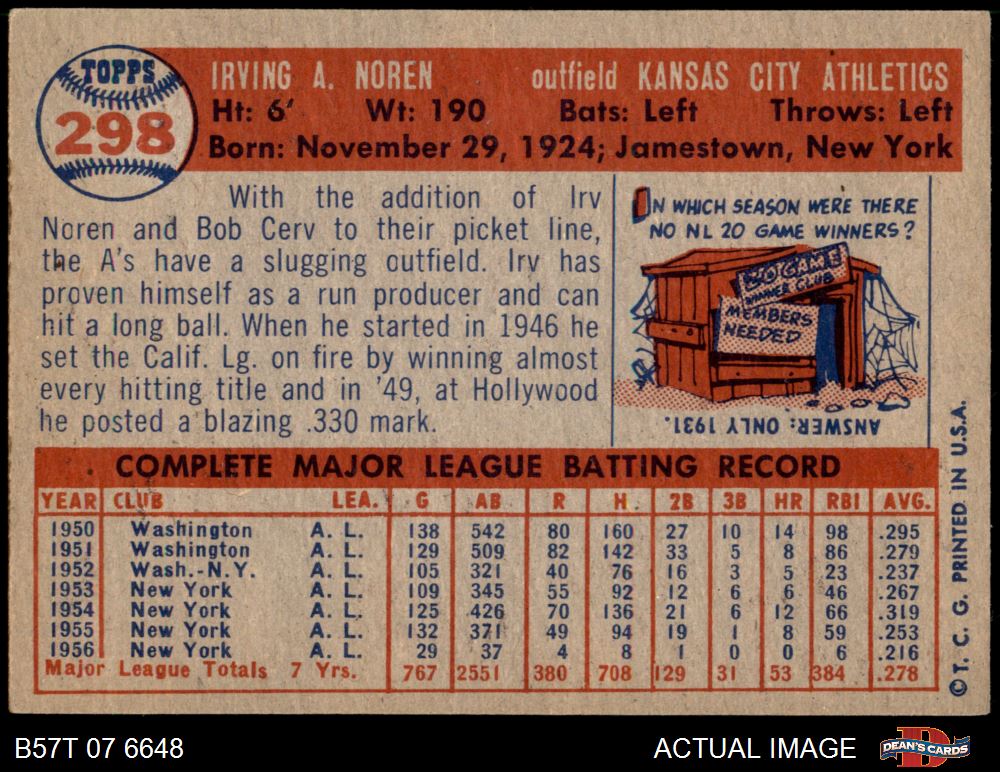 TOPPS
298
IRVING A. NOREN outfield KANSAS CITY ATHLETICS
Ht: 6' Wt: 190 Bats: Left Throws: Left
Born: November 29, 1924; Jamestown, New York
With the addition of Irv
Noren and Bob Cerv to their picket line,
the A's have a slugging outfield. Irv has
proven himself as a run producer and can
hit a long ball. When he started in 1946 he
set the Calif. Lg. on fire by winning almost
every hitting title and in '49, at Hollywood
he posted a blazing .330 mark.
IN WHICH SEASON WERE THERE
NO NL 20 GAME WINNERS?
20 GAME
WINNER CLUB
MEMBERS
NEEDED
ANSWER: ONLY 1931.
COMPLETE MAJOR LEAGUE BATTING RECORD
YEAR CLUB LEA. G AB R H 2B 3B HR RBI AVG.
1950 Washington A. L. 138 542 80 160 27 10 14 98 .295
1951 Washington A. L. 129 509 82 142 33 5 8 86 .279
1952 Wash.-N.Y. A. L. 105 321 40 76 16 3 5 23 .237
1953 New York A. L. 109 345 55 92 12 6 6 46 .267
1954 New York A. L. 125 426 70 136 21 6 12 66 .319
1955 New York A. L. 132 371 49 94 19 1 8 59 .253
1956 New York A. L. 29 37 4 8 1 0 0 6 .216
Major League Totals 7 Yrs. 767 2551 380 708 129 31 53 384 .278
© T. C. G. PRINTED IN U.S.A.
B57T 07 6648
ACTUAL IMAGE
DEAN'S CARDS